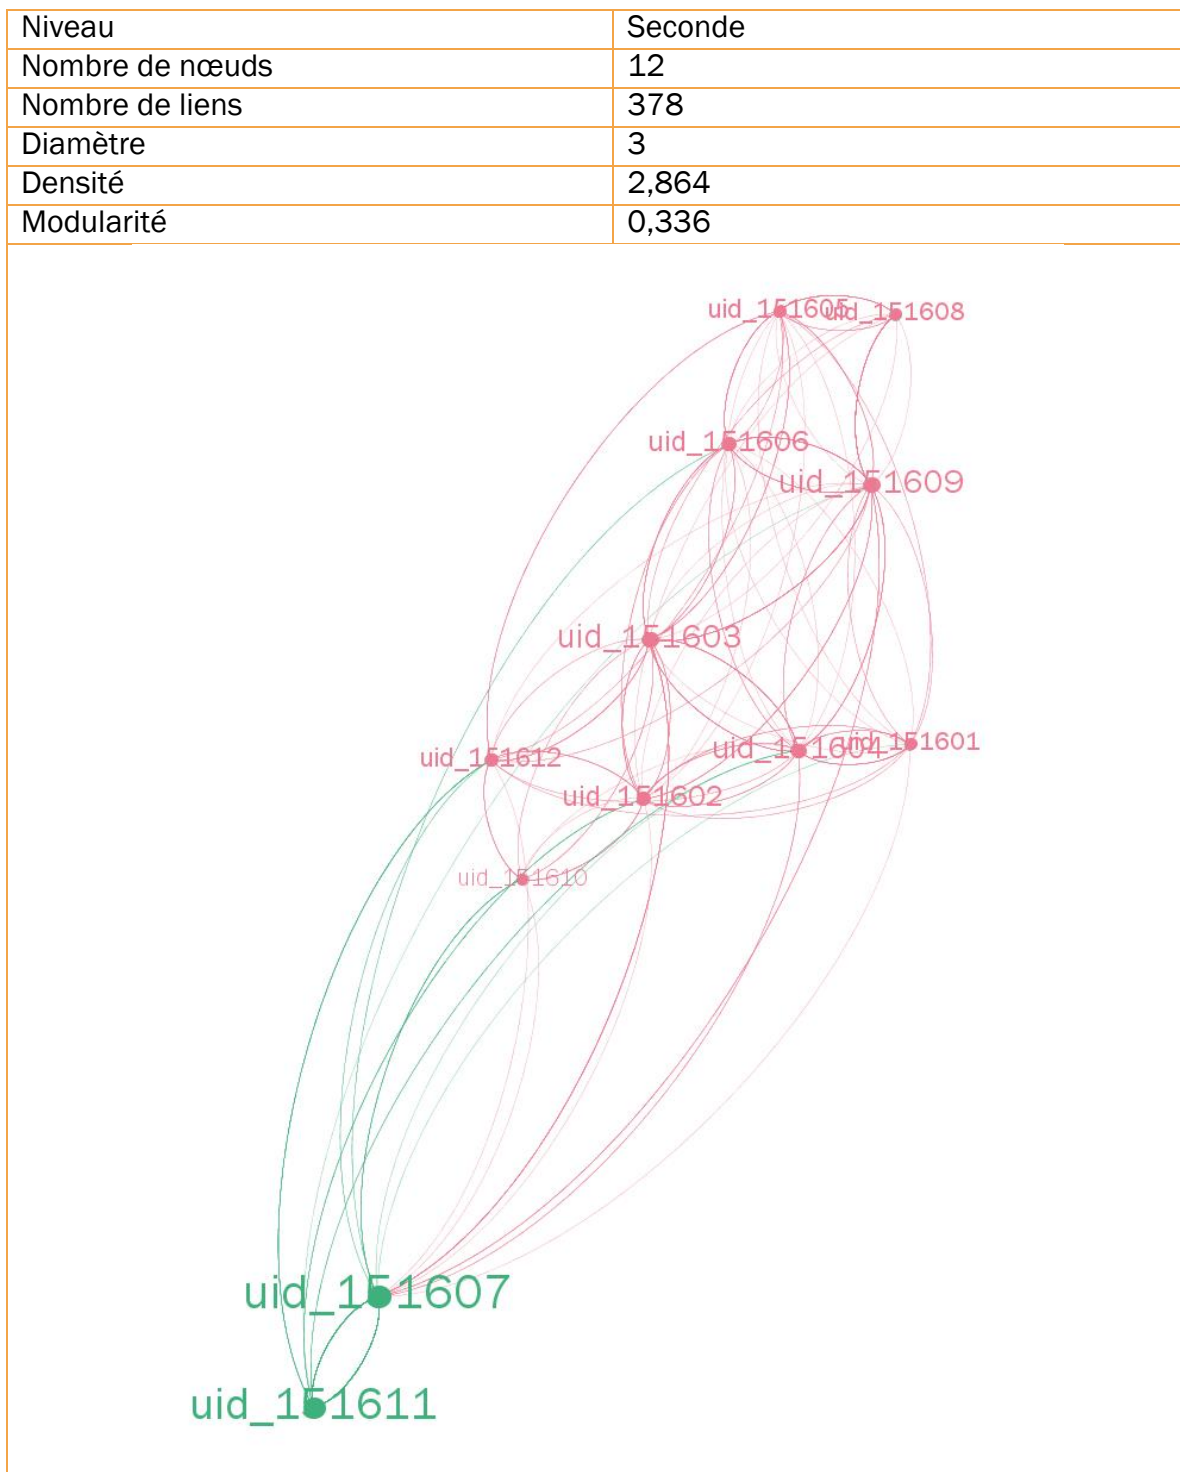 Niveau Seconde
Nombre de nœuds 12
Nombre de liens 378
Diamètre 3
Densité 2,864
Modularité 0,336
uid_151605 uid_151608
uid_151606
uid_151609
uid_151603
uid_151612 uid_151604 uid_151601
uid_151602
uid_151610
uid_151607
uid_151611